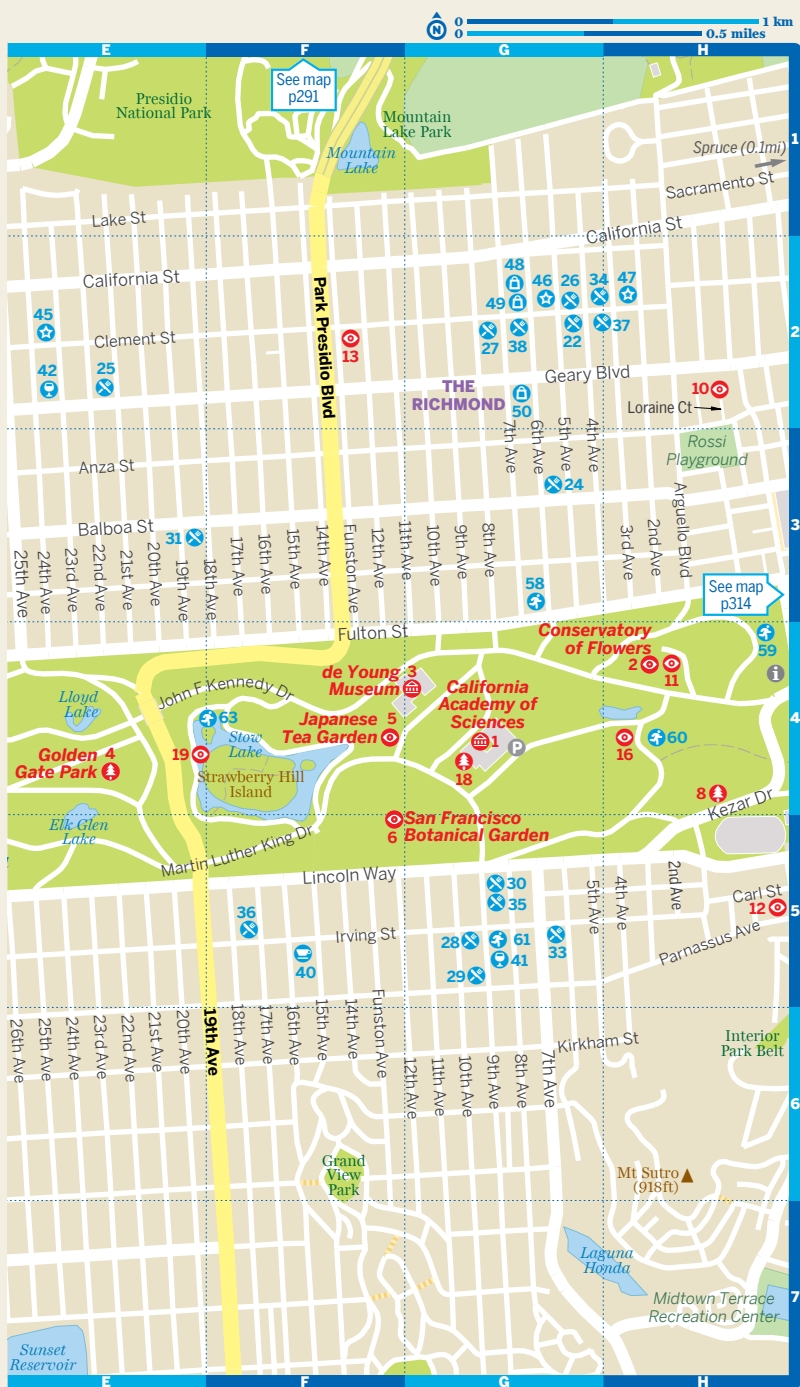 N
0
1 km
0
0.5 miles
E
F
G
H
See map
p291
Presidio
National Park
Mountain
Lake Park
Mountain
Lake
1
Spruce (0.1mi)
Sacramento St
Lake St
California St
California St
48
46
26
34
47
49
45
Clement St
Park Presidio Blvd
2
37
13
27
38
22
42
25
Geary Blvd
THE
RICHMOND
10
50
Loraine Ct
7th Ave
6th Ave
5th Ave
4th Ave
Rossi
Playground
Anza St
24
Arguello Blvd
Balboa St
31
3
25th Ave
24th Ave
23rd Ave
22nd Ave
21st Ave
20th Ave
19th Ave
18th Ave
17th Ave
16th Ave
15th Ave
14th Ave
Funston Ave
12th Ave
11th Ave
10th Ave
9th Ave
8th Ave
3rd Ave
2nd Ave
58
See map
p314
Fulton St
Conservatory
of Flowers
2
11
59
i
de Young
Museum
3
John F Kennedy Dr
California
Academy of
Sciences
1
Lloyd
Lake
63
Japanese
Tea Garden
5
4
Stow
Lake
60
P
16
Golden
Gate Park
4
19
18
Strawberry Hill
Island
8
Kezar Dr
Elk Glen
Lake
San Francisco
Botanical Garden
6
Martin Luther King Dr
Lincoln Way
30
35
5th Ave
4th Ave
2nd Ave
Carl St
12
5
36
Irving St
28
61
33
Parnassus Ave
40
41
29
26th Ave
25th Ave
24th Ave
23rd Ave
22nd Ave
21st Ave
20th Ave
19th Ave
18th Ave
17th Ave
16th Ave
15th Ave
14th Ave
Funston Ave
12th Ave
11th Ave
10th Ave
9th Ave
8th Ave
7th Ave
Kirkham St
Interior
Park Belt
6
Grand
View
Park
Mt Sutro
(918ft)
Laguna
Honda
Midtown Terrace
Recreation Center
7
Sunset
Reservoir
E
F
G
H